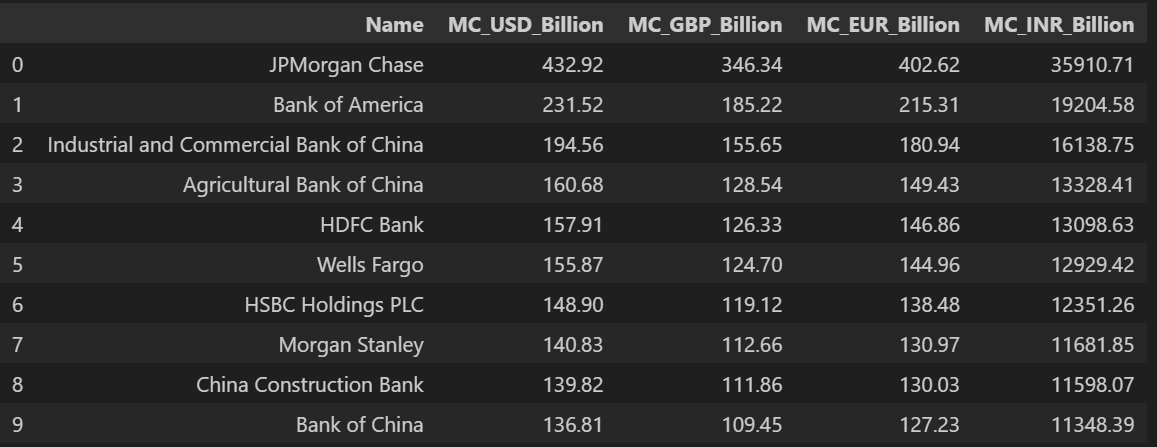 Name MC_USD_Billion MC_GBP_Billion MC_EUR_Billion MC_INR_Billion
0 JPMorgan Chase 432.92 346.34 402.62 35910.71
1 Bank of America 231.52 185.22 215.31 19204.58
2 Industrial and Commercial Bank of China 194.56 155.65 180.94 16138.75
3 Agricultural Bank of China 160.68 128.54 149.43 13328.41
4 HDFC Bank 157.91 126.33 146.86 13098.63
5 Wells Fargo 155.87 124.70 144.96 12929.42
6 HSBC Holdings PLC 148.90 119.12 138.48 12351.26
7 Morgan Stanley 140.83 112.66 130.97 11681.85
8 China Construction Bank 139.82 111.86 130.03 11598.07
9 Bank of China 136.81 109.45 127.23 11348.39